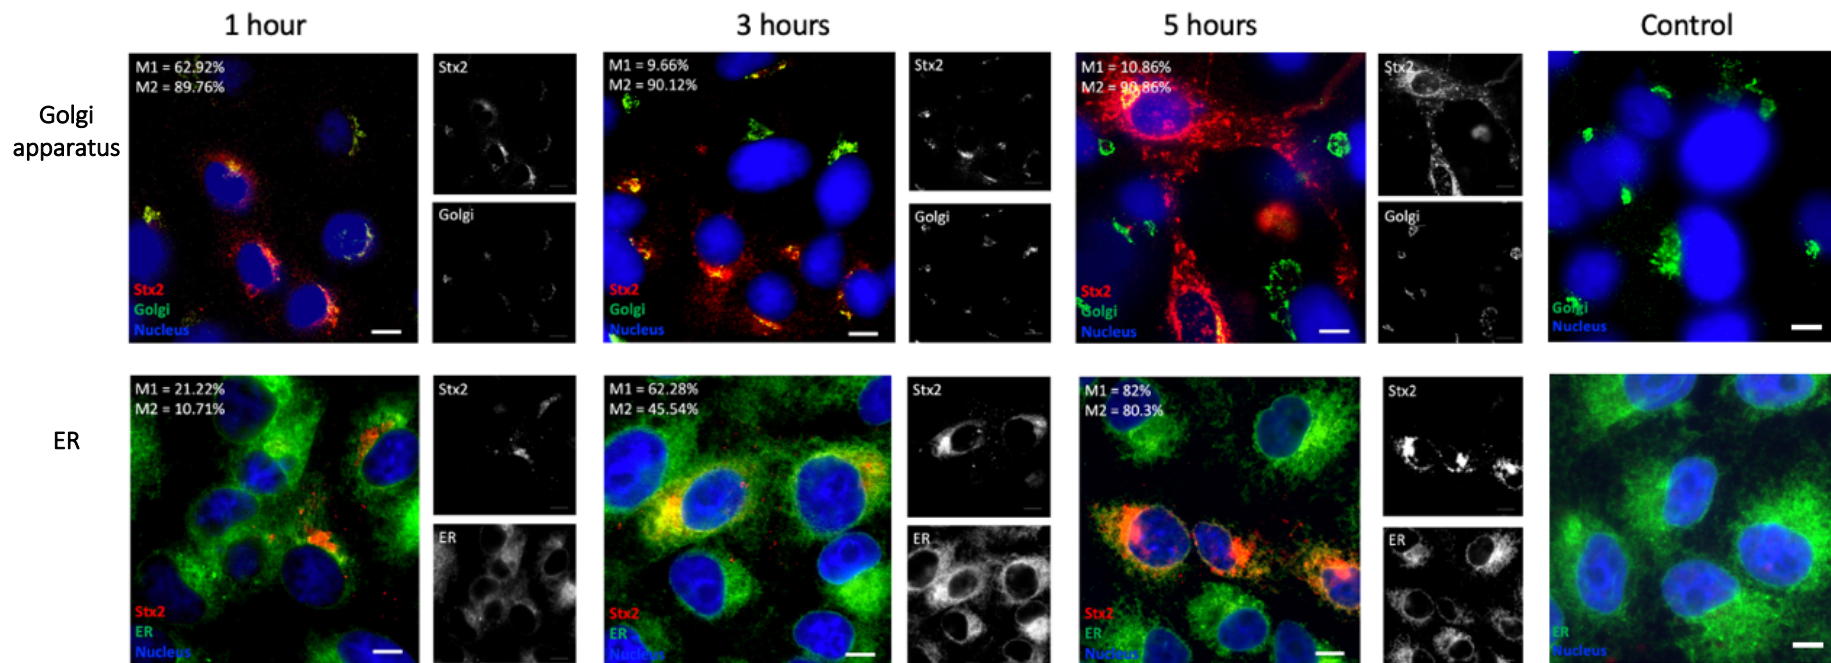 1 hour
3 hours
5 hours
Control
Golgi
apparatus
M1 = 62.92%
M2 = 89.76%
Stx2
Golgi
Nucleus
Stx2
Golgi
M1 = 9.66%
M2 = 90.12%
Stx2
Golgi
Nucleus
Stx2
Golgi
M1 = 10.86%
M2 = 90.86%
Stx2
Golgi
Nucleus
Stx2
Golgi
Golgi
Nucleus
ER
M1 = 21.22%
M2 = 10.71%
Stx2
ER
Nucleus
Stx2
ER
M1 = 62.28%
M2 = 45.54%
Stx2
ER
Nucleus
Stx2
ER
M1 = 82%
M2 = 80.3%
Stx2
ER
Nucleus
Stx2
ER
ER
Nucleus